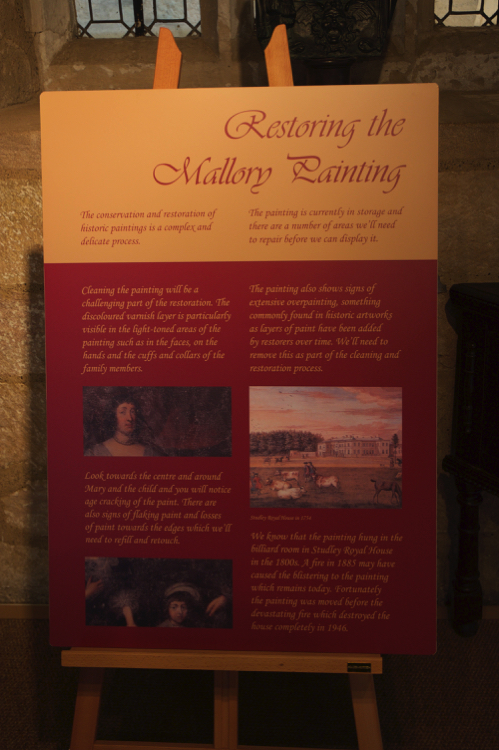 Restoring the
Mallory Painting
The conservation and restoration of
historic paintings is a complex and
delicate process.
The painting is currently in storage and
there are a number of areas we'll need
to repair before we can display it.
Cleaning the painting will be a
challenging part of the restoration. The
discoloured varnish layer is particularly
visible in the light-toned areas of the
painting such as in the faces, on the
hands and the cuffs and collars of the
family members.
Look towards the centre and around
Mary and the child and you will notice
age cracking of the paint. There are
also signs of flaking paint and losses
of paint towards the edges which we'll
need to refill and retouch.
The painting also shows signs of
extensive overpainting, something
commonly found in historic artworks
as layers of paint have been added
by restorers over time. We'll need to
remove this as part of the cleaning and
restoration process.
Studley Royal House in
We know that the painting hung in the
billiard room in Studley Royal House
in the 1800s. A fire in 1885 may have
caused the blistering to the painting
which remains today. Fortunately
the painting was moved before the
devastating fire which destroyed the
house completely in 1946.